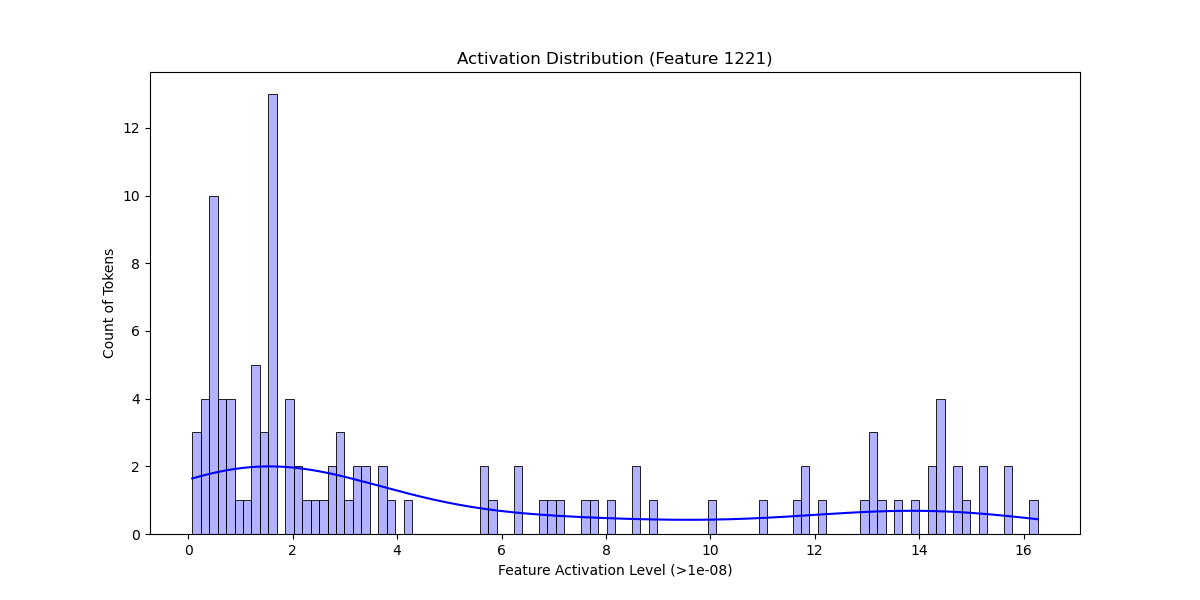 Activation Distribution (Feature 1221)
Count of Tokens
12
10
8
6
4
2
0
0 2 4 6 8 10 12 14 16
Feature Activation Level (>1e-08)